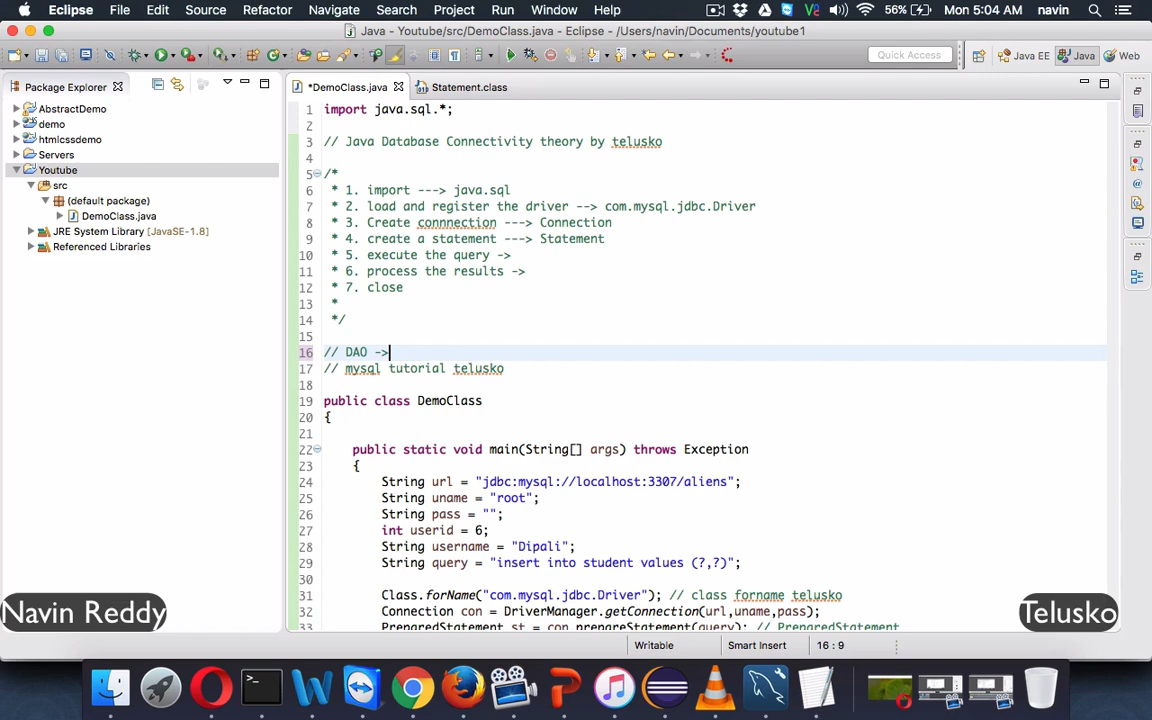 Eclipse File Edit Source Refactor Navigate Search Project Run Window Help 56% Mon 5:04 AM navin
Java - Youtube/src/DemoClass.java - Eclipse - /Users/navin/Documents/youtube1
Quick Access Java EE Java Web
Package Explorer
AbstractDemo
demo
htmlcssdemo
Servers
Youtube
src
(default package)
DemoClass.java
JRE System Library [JavaSE-1.8]
Referenced Libraries
*DemoClass.java Statement.class
1 import java.sql.*;
2
3 // Java Database Connectivity theory by telusko
4
5 /*
6 * 1. import ---> java.sql
7 * 2. load and register the driver --> com.mysql.jdbc.Driver
8 * 3. Create connnection ---> Connection
9 * 4. create a statement ---> Statement
10 * 5. execute the query ->
11 * 6. process the results ->
12 * 7. close
13 *
14 */
15
16 // DAO ->
17 // mysql tutorial telusko
18
19 public class DemoClass
20 {
21
22 public static void main(String[] args) throws Exception
23 {
24 String url = "jdbc:mysql://localhost:3307/aliens";
25 String uname = "root";
26 String pass = "";
27 int userid = 6;
28 String username = "Dipali";
29 String query = "insert into student values (?,?)";
30
31 Class.forName("com.mysql.jdbc.Driver"); // class forname telusko
32 Connection con = DriverManager.getConnection(url,uname,pass);
33 PreparedStatement st = con.prepareStatement(query); // PreparedStatement
Navin Reddy
Telusko
Writable Smart Insert 16 : 9